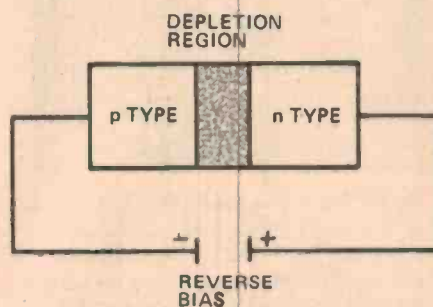 DEPLETION
REGION
p TYPE
n TYPE
- +
REVERSE
BIAS